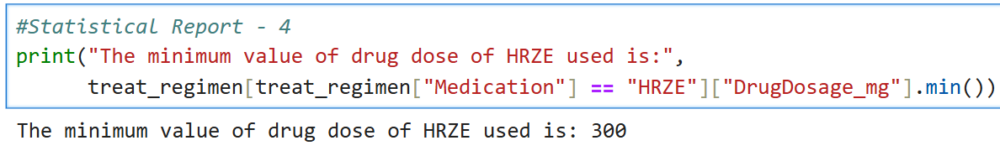 #Statistical Report - 4
print("The minimum value of drug dose of HRZE used is:",
treat_regimen[treat_regimen["Medication"] == "HRZE"]["DrugDosage_mg"].min())
The minimum value of drug dose of HRZE used is: 300